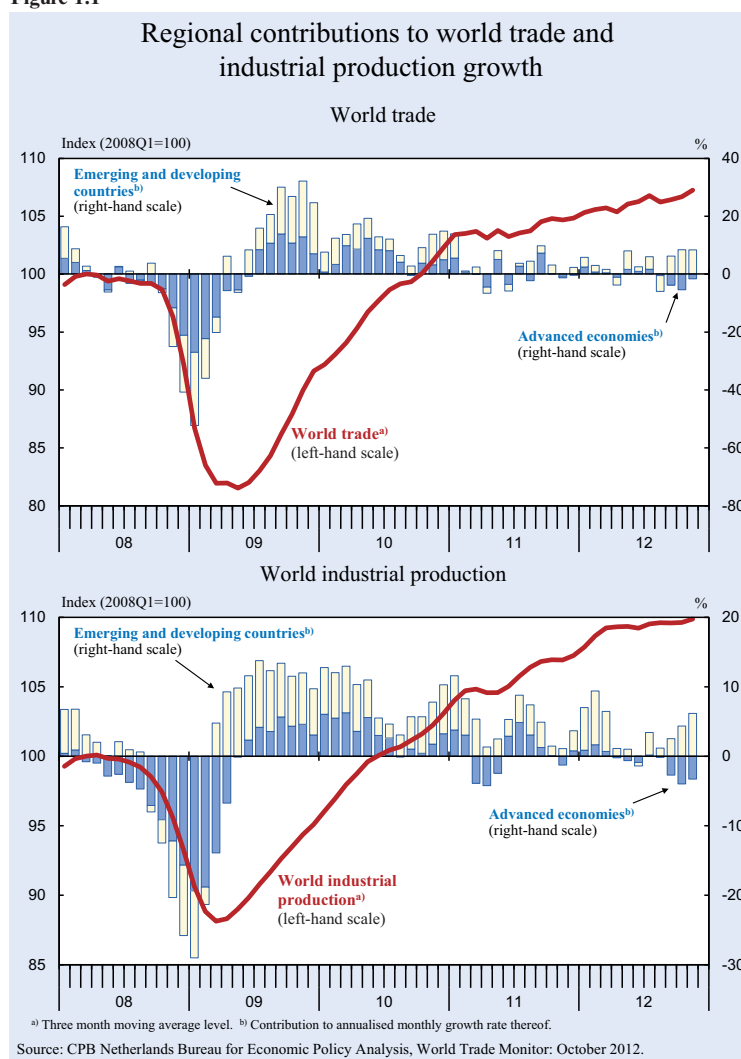 Figure 1.1
Regional contributions to world trade and
industrial production growth
World trade
Index (2008Q1=100)
%
110
40
Emerging and developing
countries b)
(right-hand scale)
105
20
100
0
95
-20
Advanced economies b)
(right-hand scale)
90
-40
World trade a)
(left-hand scale)
85
-60
80
-80
08 09 10 11 12
World industrial production
Index (2008Q1=100)
%
110
20
Emerging and developing countries b)
(right-hand scale)
105
10
100
0
Advanced economies b)
(right-hand scale)
95
-10
90
-20
World industrial
production a)
(left-hand scale)
85
-30
08 09 10 11 12
a) Three month moving average level. b) Contribution to annualised monthly growth rate thereof.
Source: CPB Netherlands Bureau for Economic Policy Analysis, World Trade Monitor: October 2012.